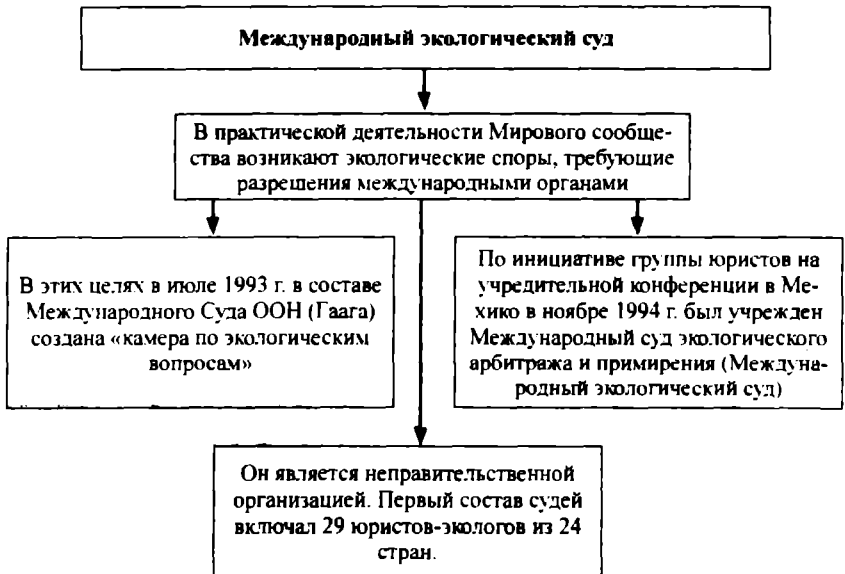 Международный экологический суд
В практической деятельности Мирового сообще-
ства возникают экологические споры, требующие
разрешения международными органами
В этих целях в июле 1993 г. в составе
Международного Суда ООН (Гаага)
создана «камера по экологическим
вопросам»
По инициативе группы юристов на
учредительной конференции в Ме-
хико в ноябре 1994 г. был учрежден
Международный суд экологического
арбитража и примирения (Междуна-
родный экологический суд)
Он является неправительственной
организацией. Первый состав судей
включал 29 юристов-экологов из 24
стран.